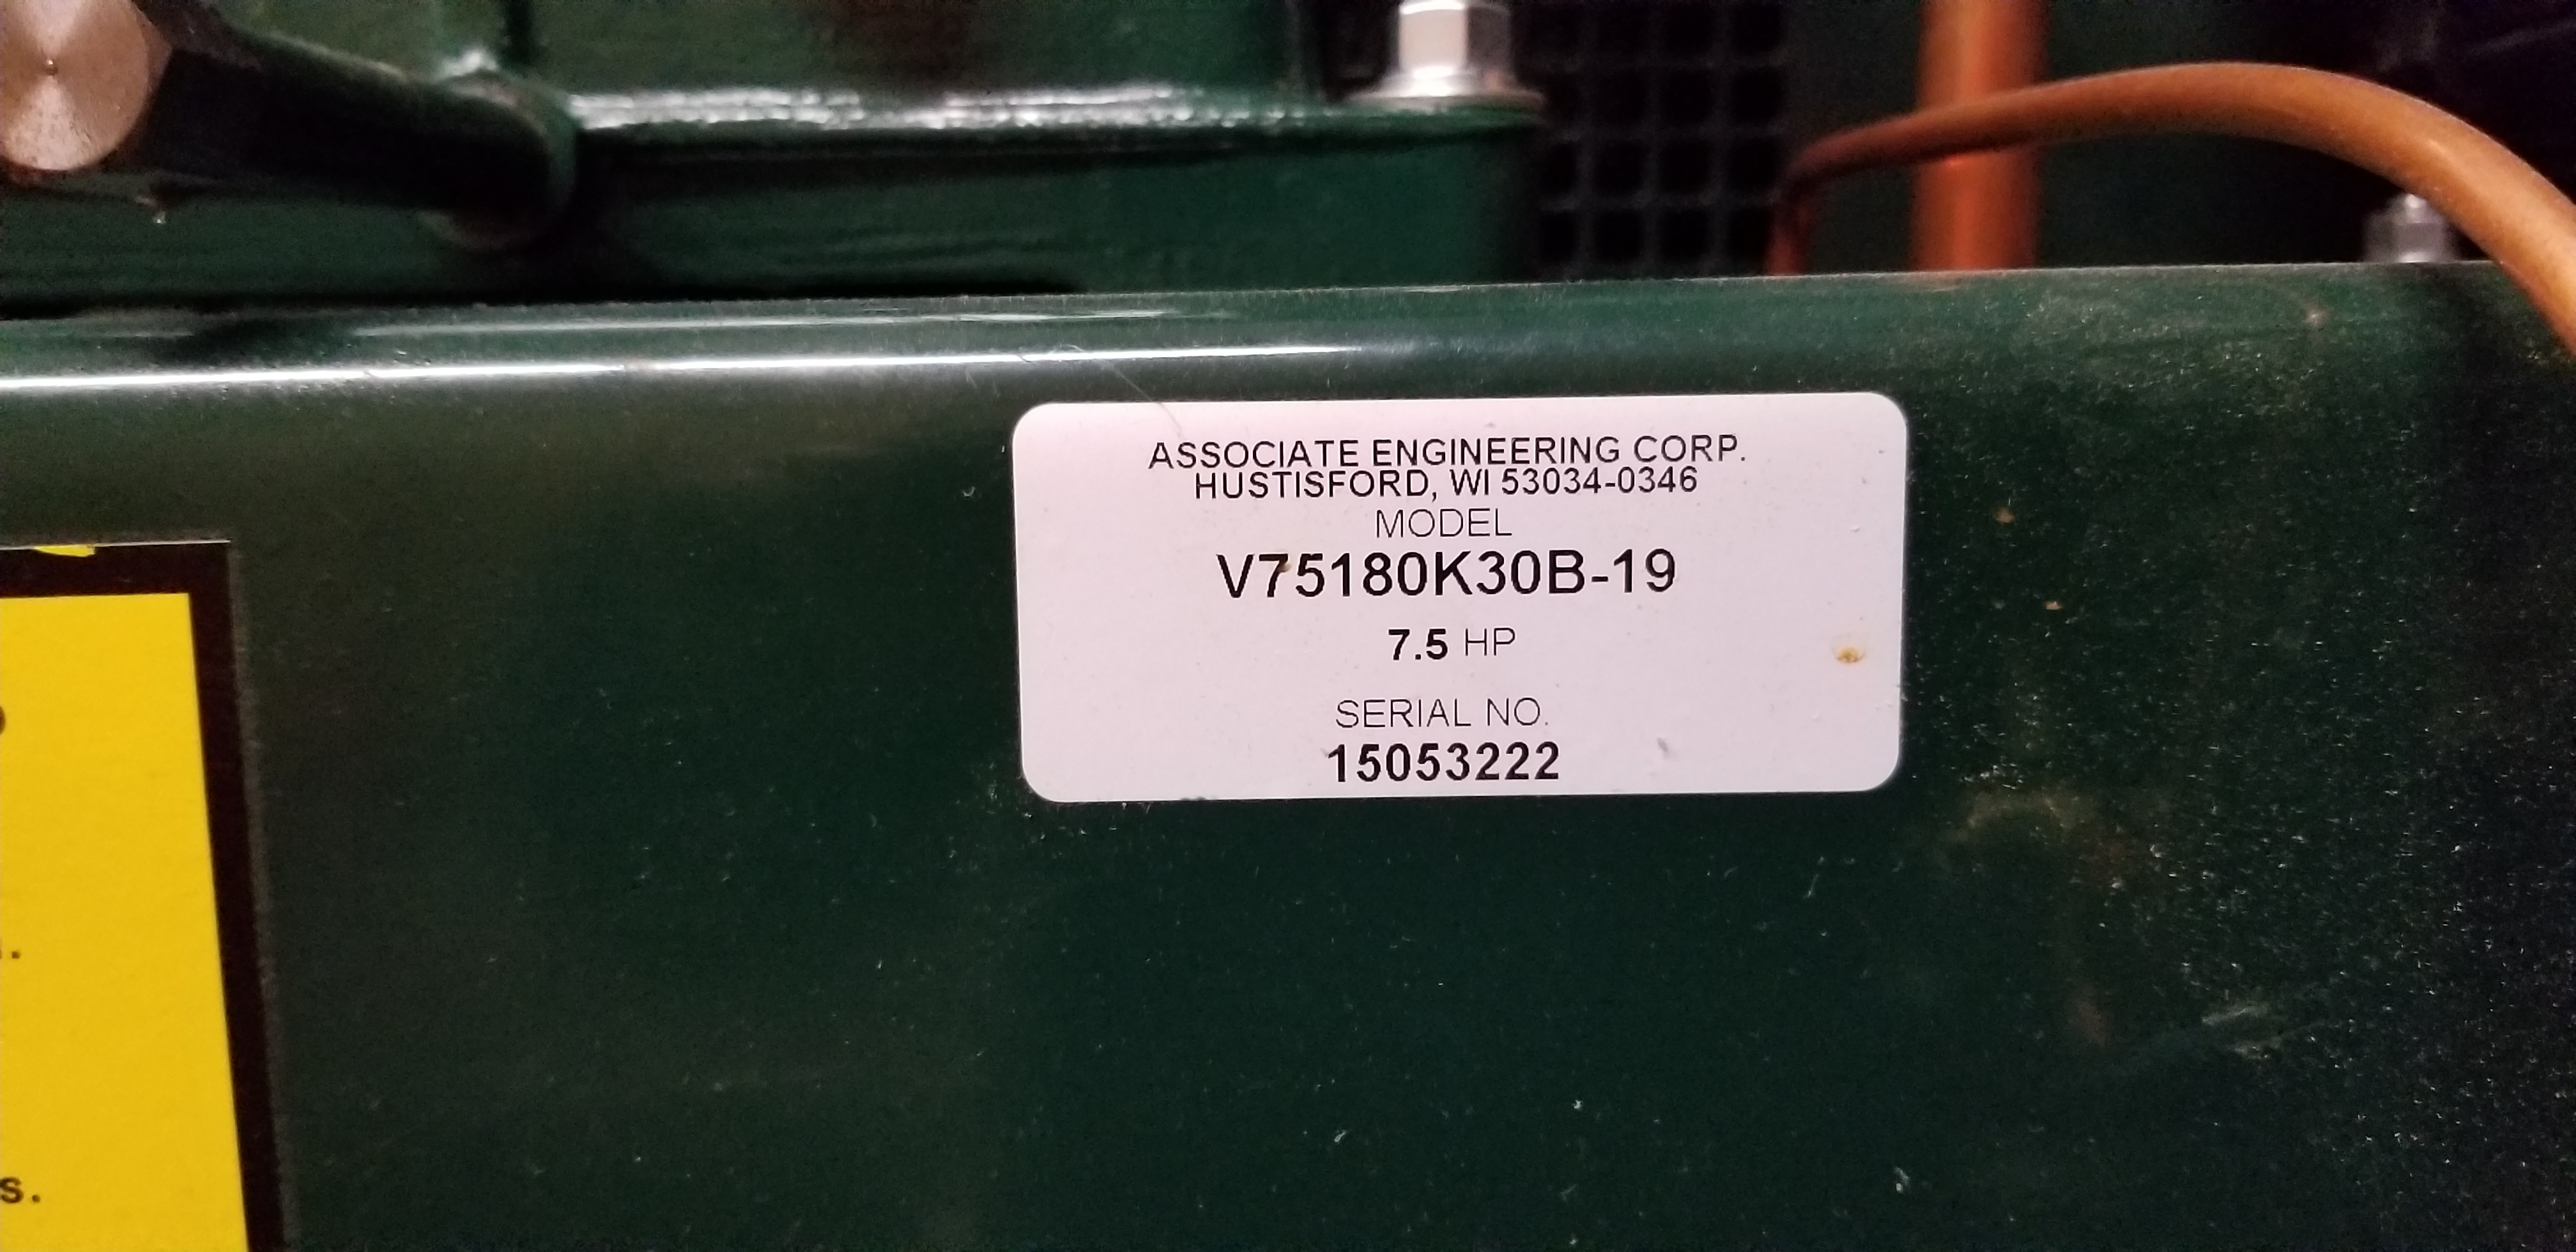 ASSOCIATE ENGINEERING CORP.
HUSTISFORD, WI 53034-0346
MODEL
V75180K30B-19
7.5 HP
SERIAL NO.
15053222
s.